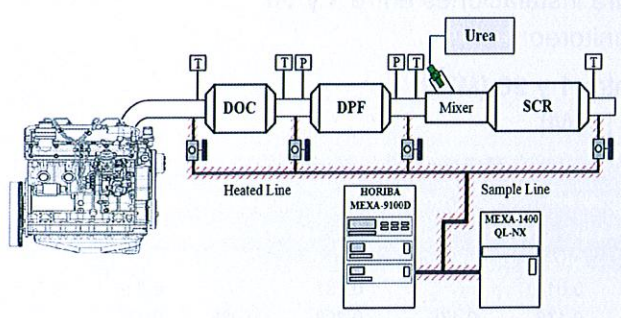 Urea
T
T
P
P
T
T
DOC
DPF
Mixer
SCR
Heated Line
Sample Line
HORIBA
MEXA-9100D
MEXA-1400
QL-NX